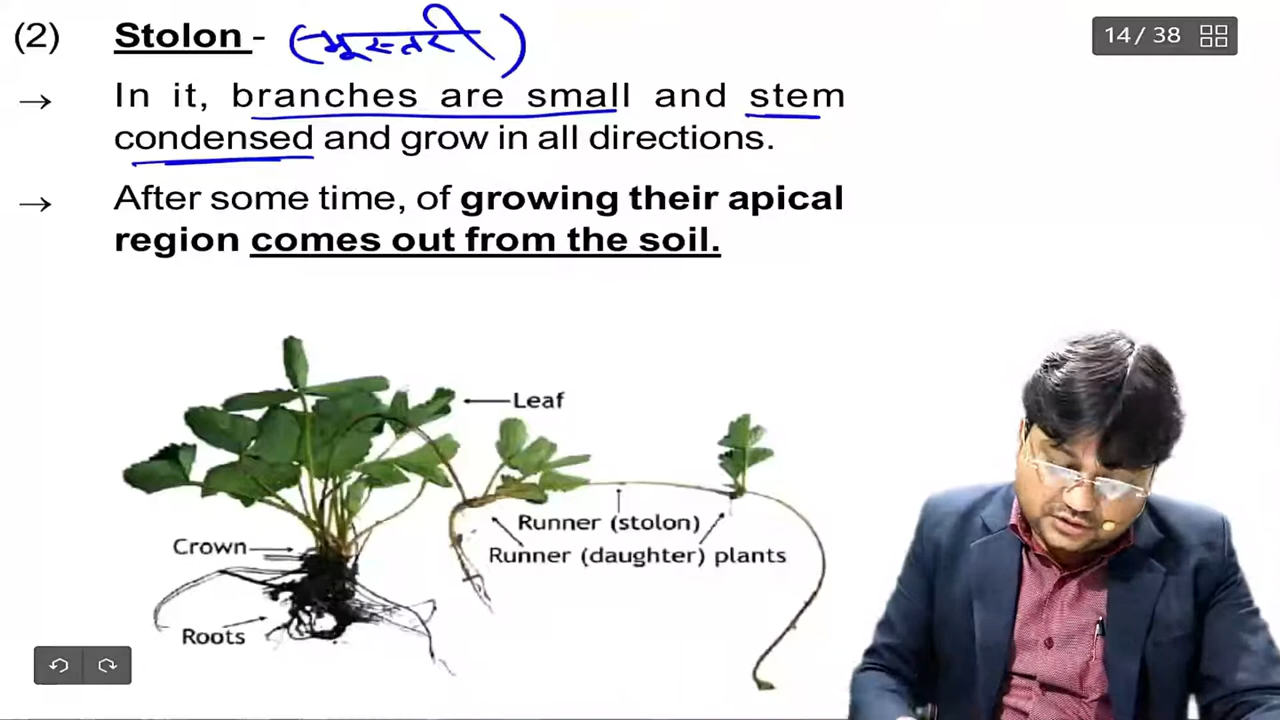 (2) Stolon - (भूस्तरी)
14 / 38
→ In it, branches are small and stem
condensed and grow in all directions.
→ After some time, of growing their apical
region comes out from the soil.
Leaf
Runner (stolon)
Crown
Runner (daughter) plants
Roots